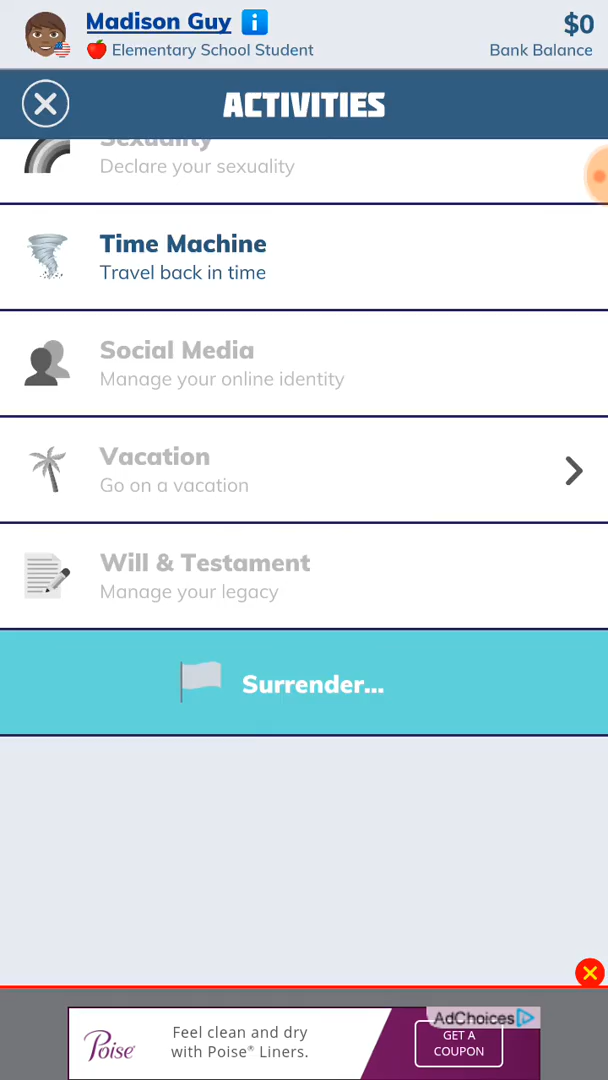 Madison Guy
$0
Elementary School Student
Bank Balance
ACTIVITIES
Sexuality
Declare your sexuality
Time Machine
Travel back in time
Social Media
Manage your online identity
Vacation
Go on a vacation
Will & Testament
Manage your legacy
Surrender...
AdChoices
Poise
Feel clean and dry
with Poise® Liners.
GET A
COUPON